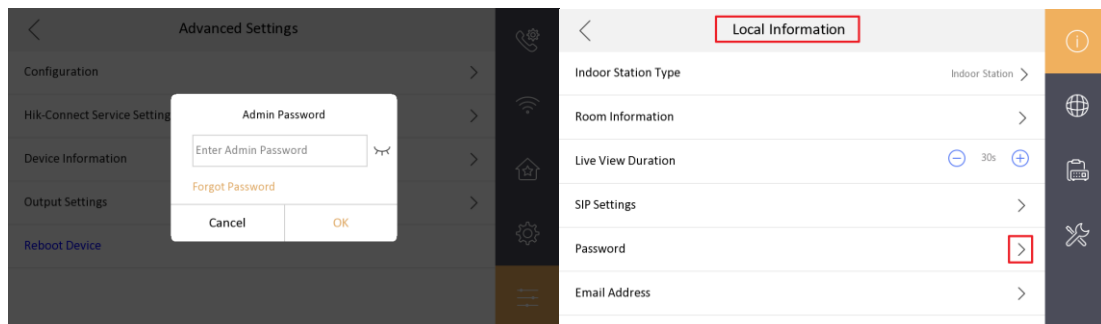 Advanced Settings
Configuration
Hik-Connect Service Setting
Device Information
Output Settings
Reboot Device
Admin Password
Enter Admin Password
Forgot Password
Cancel OK
Local Information
Indoor Station Type Indoor Station
Room Information
Live View Duration 30s
SIP Settings
Password
Email Address